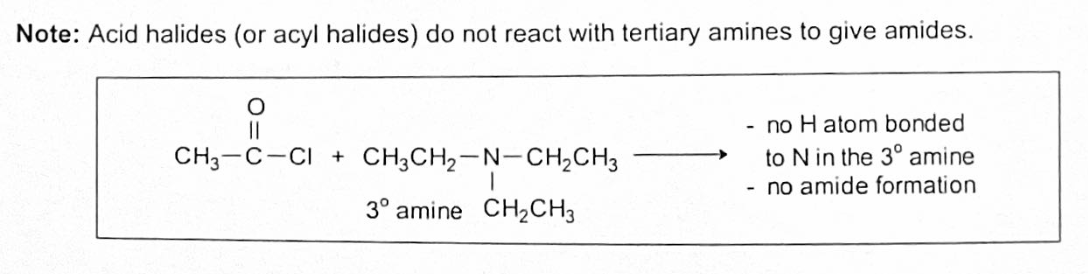 Note: Acid halides (or acyl halides) do not react with tertiary amines to give amides.
O
||
CH₃–C–Cl + CH₃CH₂–N–CH₂CH₃ ⟶
|
3° amine CH₂CH₃
- no H atom bonded
to N in the 3° amine
- no amide formation